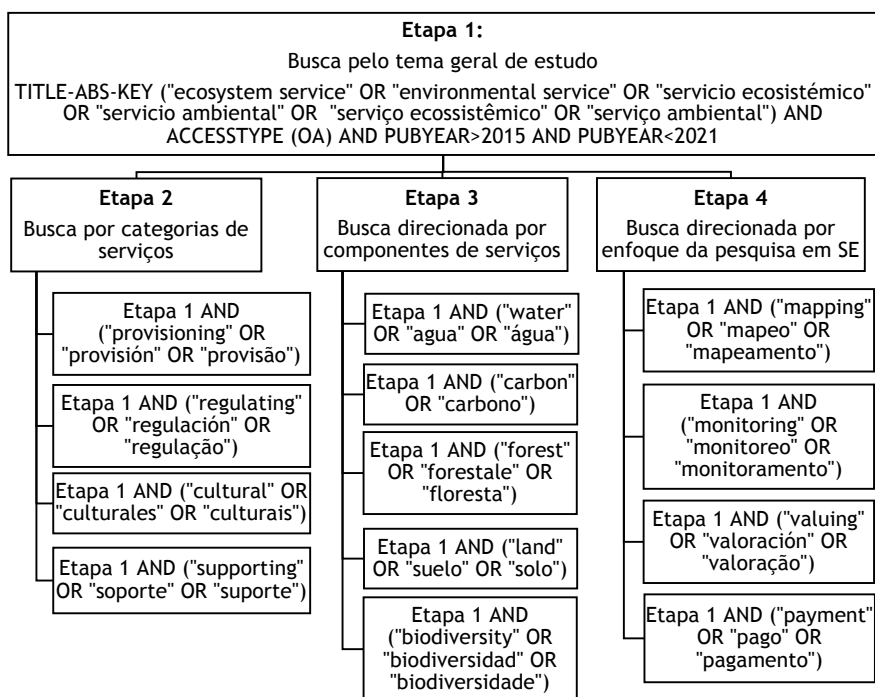 Etapa 1:
Busca pelo tema geral de estudo
TITLE-ABS-KEY ("ecosystem service" OR "environmental service" OR "servicio ecosistémico"
OR "servicio ambiental" OR "serviço ecossistêmico" OR "serviço ambiental") AND
ACCESSTYPE (OA) AND PUBYEAR>2015 AND PUBYEAR<2021
Etapa 2
Busca por categorias de
serviços
Etapa 1 AND
("provisioning" OR
"provisión" OR "provisão")
Etapa 1 AND ("regulating"
OR "regulación" OR
"regulação")
Etapa 1 AND ("cultural" OR
"culturales" OR "culturais")
Etapa 1 AND ("supporting"
OR "soporte" OR "suporte")
Etapa 3
Busca direcionada por
componentes de serviços
Etapa 1 AND ("water"
OR "agua" OR "água")
Etapa 1 AND ("carbon"
OR "carbono")
Etapa 1 AND ("forest"
OR "forestale" OR
"floresta")
Etapa 1 AND ("land"
OR "suelo" OR "solo")
Etapa 1 AND
("biodiversity" OR
"biodiversidad" OR
"biodiversidade")
Etapa 4
Busca direcionada por
enfoque da pesquisa em SE
Etapa 1 AND ("mapping"
OR "mapeo" OR
"mapeamento")
Etapa 1 AND
("monitoring" OR
"monitoreo" OR
"monitoramento")
Etapa 1 AND ("valuing"
OR "valoración" OR
"valoração")
Etapa 1 AND ("payment"
OR "pago" OR
"pagamento")